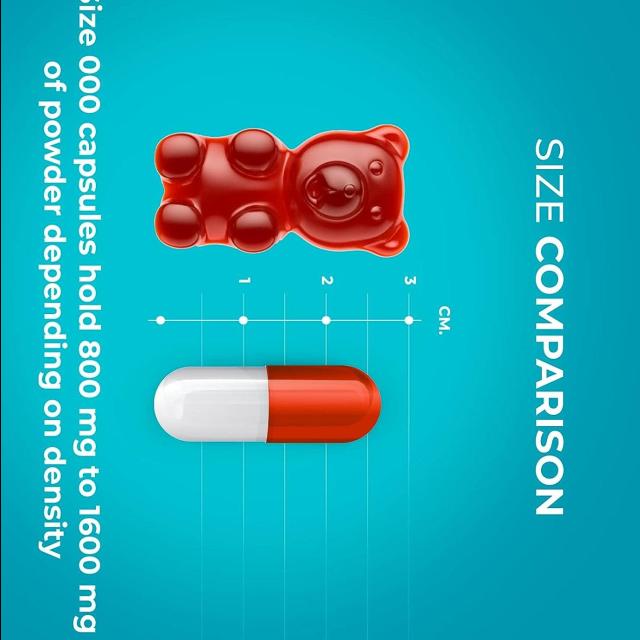 SIZE COMPARISON
CM.
3
2
1
size 000 capsules hold 800 mg to 1600 mg
of powder depending on density